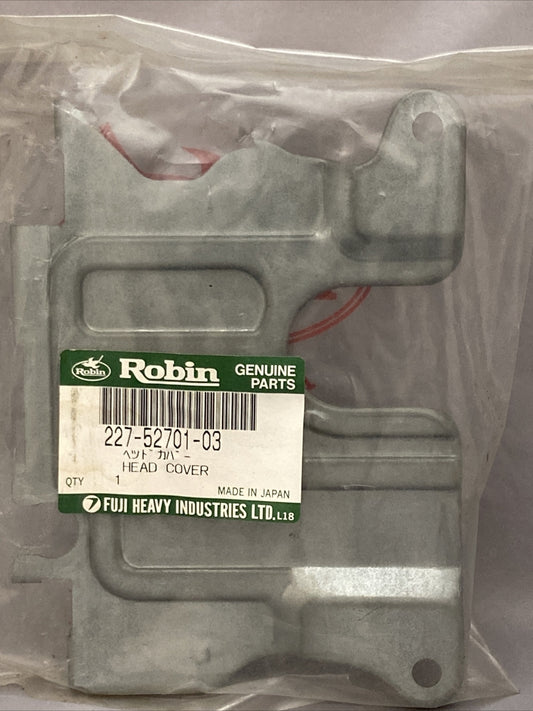 Robin
Robin GENUINE PARTS
227-52701-03
ヘッドカバー
HEAD COVER
QTY 1
MADE IN JAPAN
FUJI HEAVY INDUSTRIES LTD. L18